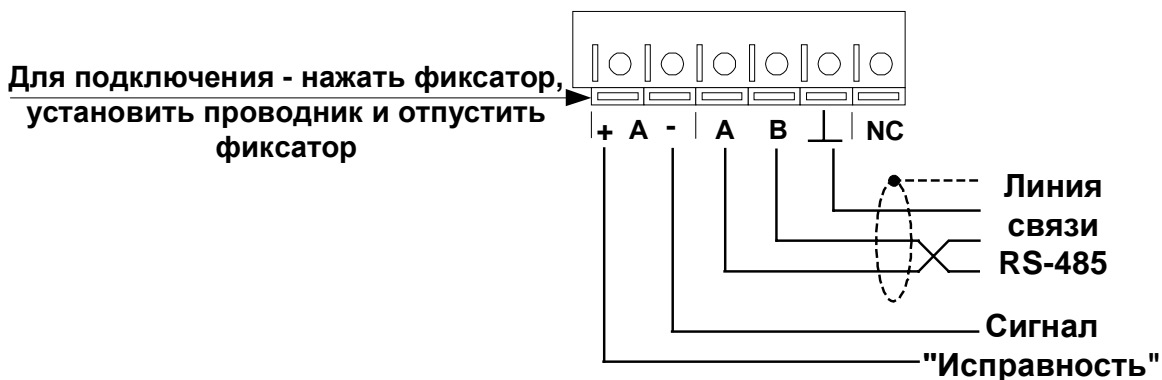 Для подключения - нажать фиксатор,
установить проводник и отпустить
фиксатор
+ A - A B NC
Линия
связи
RS-485
Сигнал
"Исправность"